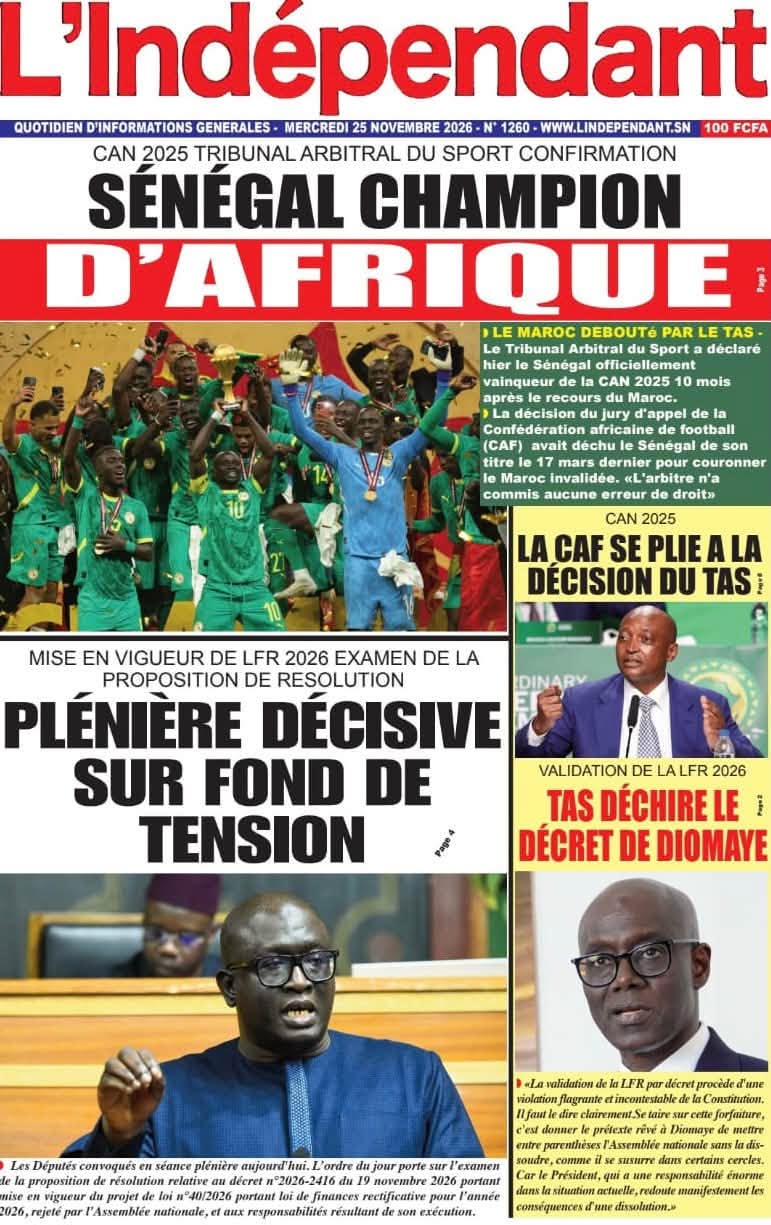 L'Indépendant
QUOTIDIEN D'INFORMATIONS GENERALES - MERCREDI 25 NOVEMBRE 2026 - N° 1260 - WWW.LINDEPENDANT.SN 100 FCFA
CAN 2025 TRIBUNAL ARBITRAL DU SPORT CONFIRMATION
SÉNÉGAL CHAMPION
D'AFRIQUE
Page 3
LE MAROC DEBOUTé PAR LE TAS -
Le Tribunal Arbitral du Sport a déclaré
hier le Sénégal officiellement
vainqueur de la CAN 2025 10 mois
après le recours du Maroc.
La décision du jury d'appel de la
Confédération africaine de football
(CAF) avait déchu le Sénégal de son
titre le 17 mars dernier pour couronner
le Maroc invalidée. «L'arbitre n'a
commis aucune erreur de droit»
10
10
14
27
16
CAN 2025
LA CAF SE PLIE A LA
DÉCISION DU TAS
DINARY
MISE EN VIGUEUR DE LFR 2026 EXAMEN DE LA
PROPOSITION DE RESOLUTION
PLÉNIÈRE DÉCISIVE
SUR FOND DE
TENSION
Page 4
Les Députés convoqués en séance plénière aujourd'hui. L'ordre du jour porte sur l'examen
de la proposition de résolution relative au décret n°2026-2416 du 19 novembre 2026 portant
mise en vigueur du projet de loi n°40/2026 portant loi de finances rectificative pour l'année
2026, rejeté par l'Assemblée nationale, et aux responsabilités résultant de son exécution.
VALIDATION DE LA LFR 2026
TAS DÉCHIRE LE
DÉCRET DE DIOMAYE
Page 2
«La validation de la LFR par décret procède d'une
violation flagrante et incontestable de la Constitution.
Il faut le dire clairement.Se taire sur cette forfaiture,
c'est donner le prétexte rêvé à Diomaye de mettre
entre parenthèses l'Assemblée nationale sans la dis-
soudre, comme il se susurre dans certains cercles.
Car le Président, qui a une responsabilité énorme
dans la situation actuelle, redoute manifestement les
conséquences d'une dissolution.»